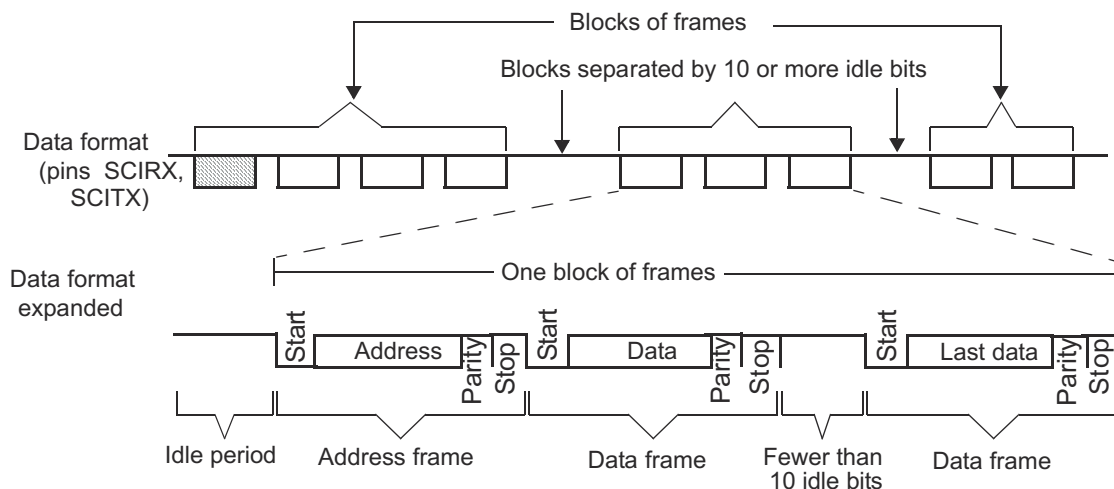 Blocks of frames
Blocks separated by 10 or more idle bits
Data format
(pins SCIRX,
SCITX)
Data format
expanded
One block of frames
Start
Address
Parity
Stop
Start
Data
Parity
Stop
Start
Last data
Parity
Stop
Idle period
Address frame
Data frame
Fewer than
10 idle bits
Data frame